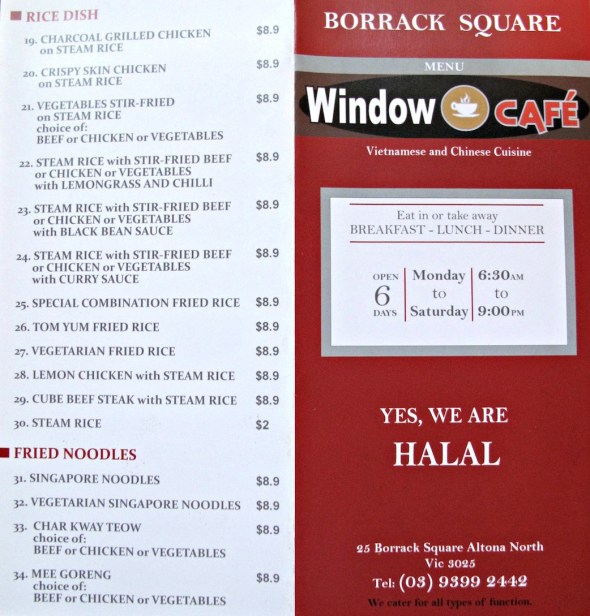 RICE DISH
19. CHARCOAL GRILLED CHICKEN $8.9
on STEAM RICE
20. CRISPY SKIN CHICKEN $8.9
on STEAM RICE
21. VEGETABLES STIR-FRIED $8.9
on STEAM RICE
choice of:
BEEF or CHICKEN or VEGETABLES
22. STEAM RICE with STIR-FRIED BEEF $8.9
or CHICKEN or VEGETABLES
with LEMONGRASS AND CHILLI
23. STEAM RICE with STIR-FRIED BEEF $8.9
or CHICKEN or VEGETABLES
with BLACK BEAN SAUCE
24. STEAM RICE with STIR-FRIED BEEF $8.9
or CHICKEN or VEGETABLES
with CURRY SAUCE
25. SPECIAL COMBINATION FRIED RICE $8.9
26. TOM YUM FRIED RICE $8.9
27. VEGETARIAN FRIED RICE $8.9
28. LEMON CHICKEN with STEAM RICE $8.9
29. CUBE BEEF STEAK with STEAM RICE $8.9
30. STEAM RICE $2
FRIED NOODLES
31. SINGAPORE NOODLES $8.9
32. VEGETARIAN SINGAPORE NOODLES $8.9
33. CHAR KWAY TEOW $8.9
choice of:
BEEF or CHICKEN or VEGETABLES
34. MEE GORENG $8.9
choice of:
BEEF or CHICKEN or VEGETABLES
BORRACK SQUARE
MENU
Window CAFÉ
Vietnamese and Chinese Cuisine
Eat in or take away
BREAKFAST - LUNCH - DINNER
OPEN 6 DAYS
Monday to Saturday
6:30AM to 9:00PM
YES, WE ARE
HALAL
25 Borrack Square Altona North
Vic 3025
Tel: (03) 9399 2442
We cater for all types of function.